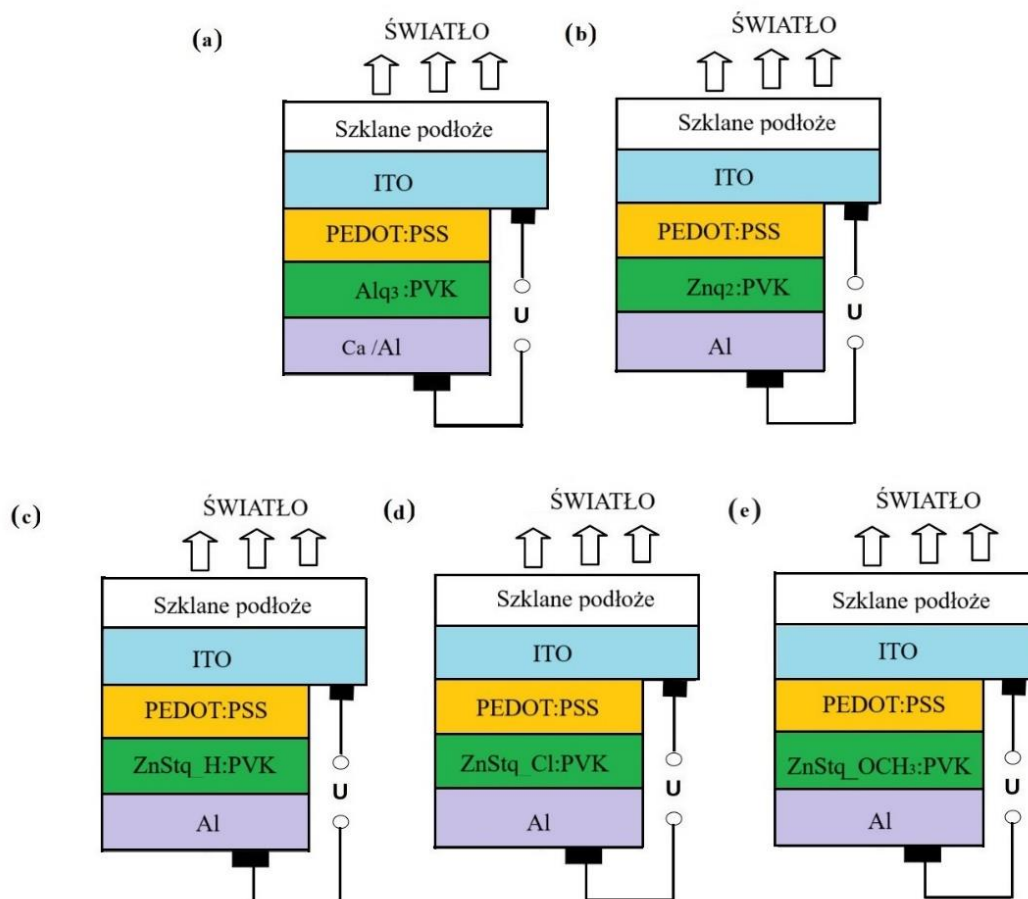 (a)
ŚWIATŁO
Szklane podłoże
ITO
PEDOT:PSS
Alq3:PVK
Ca /Al
U
(b)
ŚWIATŁO
Szklane podłoże
ITO
PEDOT:PSS
Znq2:PVK
Al
U
(c)
ŚWIATŁO
Szklane podłoże
ITO
PEDOT:PSS
ZnStq_H:PVK
Al
U
(d)
ŚWIATŁO
Szklane podłoże
ITO
PEDOT:PSS
ZnStq_Cl:PVK
Al
U
(e)
ŚWIATŁO
Szklane podłoże
ITO
PEDOT:PSS
ZnStq_OCH3:PVK
Al
U